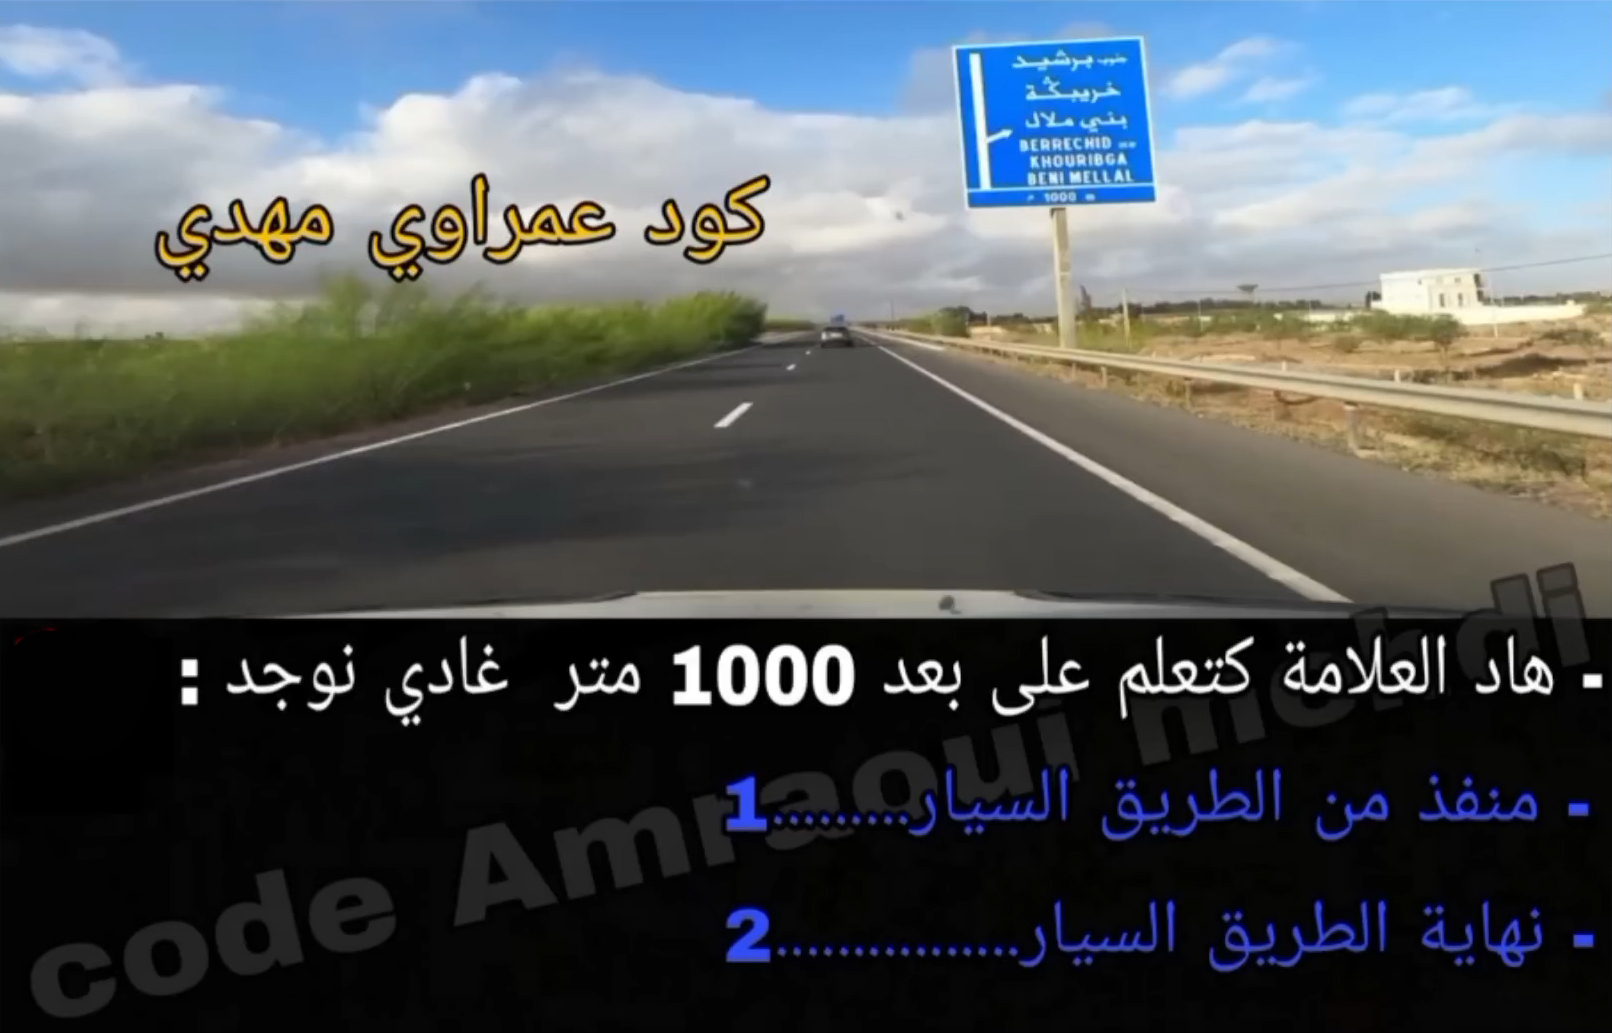 جنوب برشيد
خريبكة
بني ملال
BERRECHID
KHOURIBGA
BENI MELLAL
م 1000 m
كود عمراوي مهدي
- هاد العلامة كتعلم على بعد 1000 متر غادي نوجد :
- منفذ من الطريق السيار.........1
- نهاية الطريق السيار................2
code Amraoui mehdi